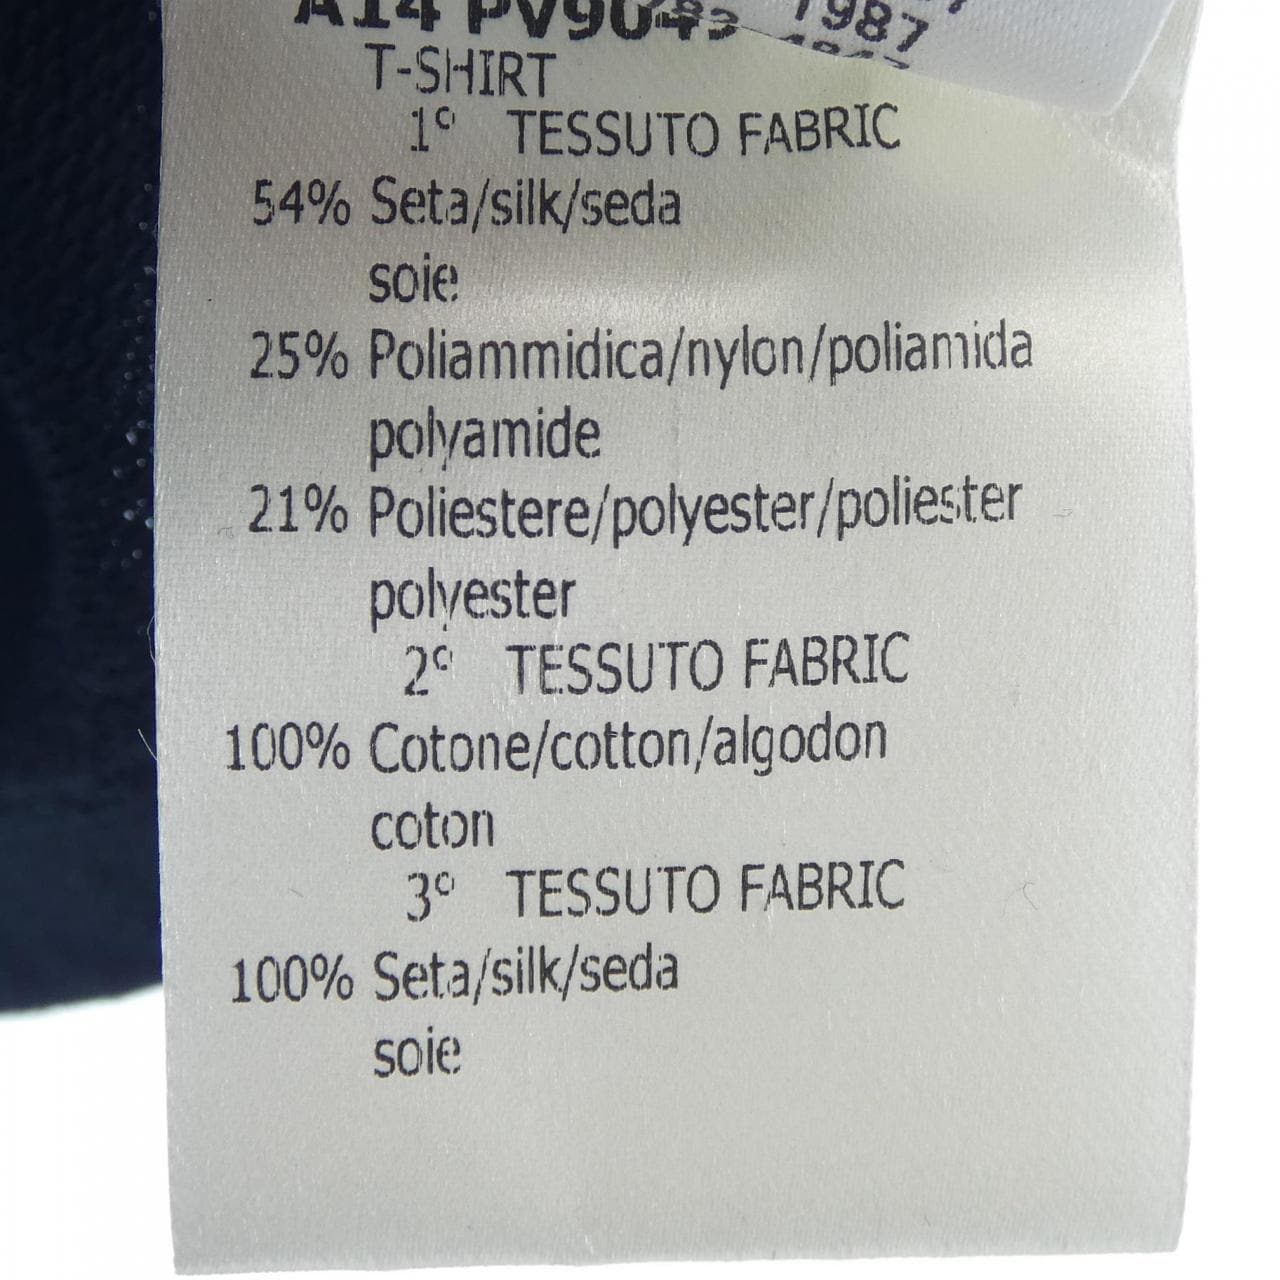 1987
T-SHIRT
1° TESSUTO FABRIC
54% Seta/silk/seda
soie
25% Poliammidica/nylon/poliamida
polyamide
21% Poliestere/polyester/poliester
polyester
2° TESSUTO FABRIC
100% Cotone/cotton/algodon
coton
3° TESSUTO FABRIC
100% Seta/silk/seda
soie